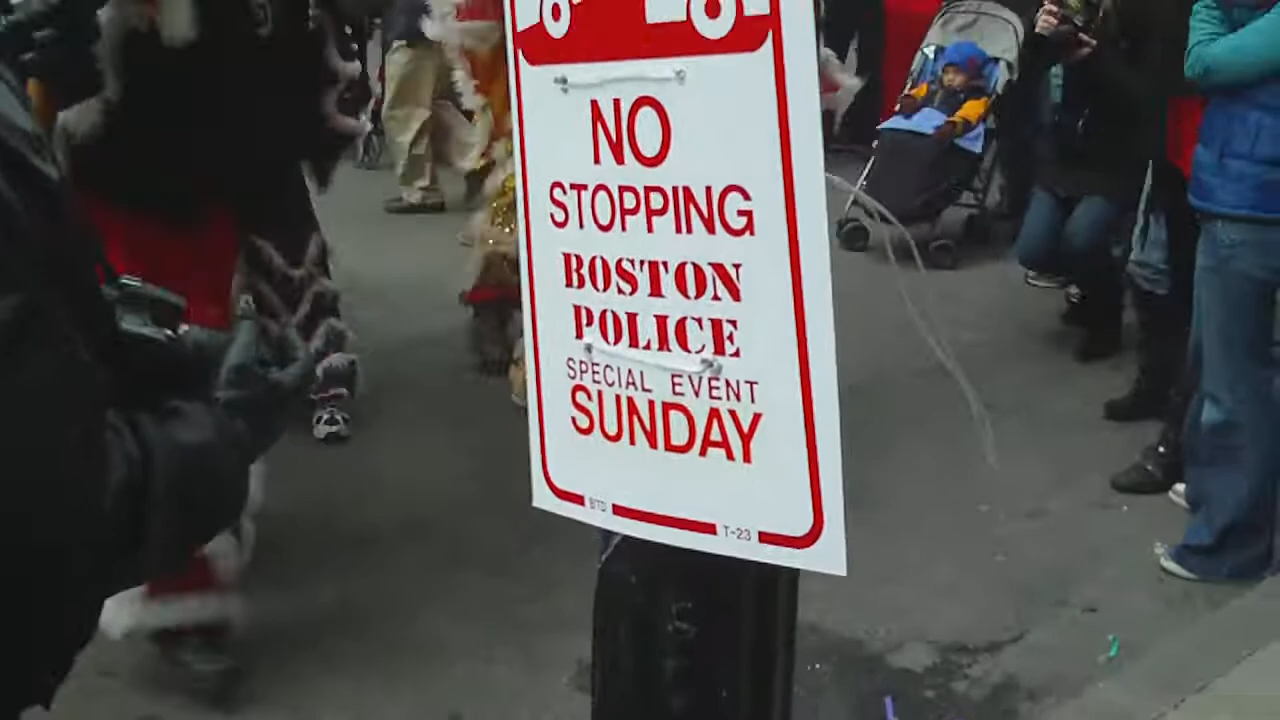 NO
STOPPING
BOSTON
POLICE
SPECIAL EVENT
SUNDAY
BTD
T-23